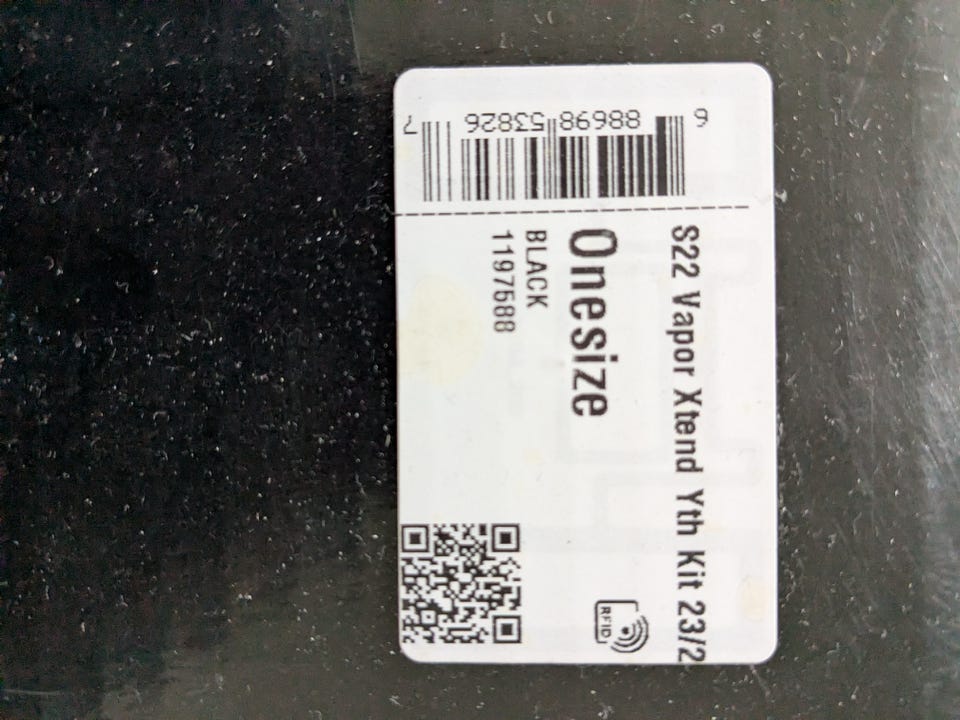 S22 Vapor Xtend Yth Kit 23/2
Onesize
BLACK
1197588
RFID
6 88698 53826 7